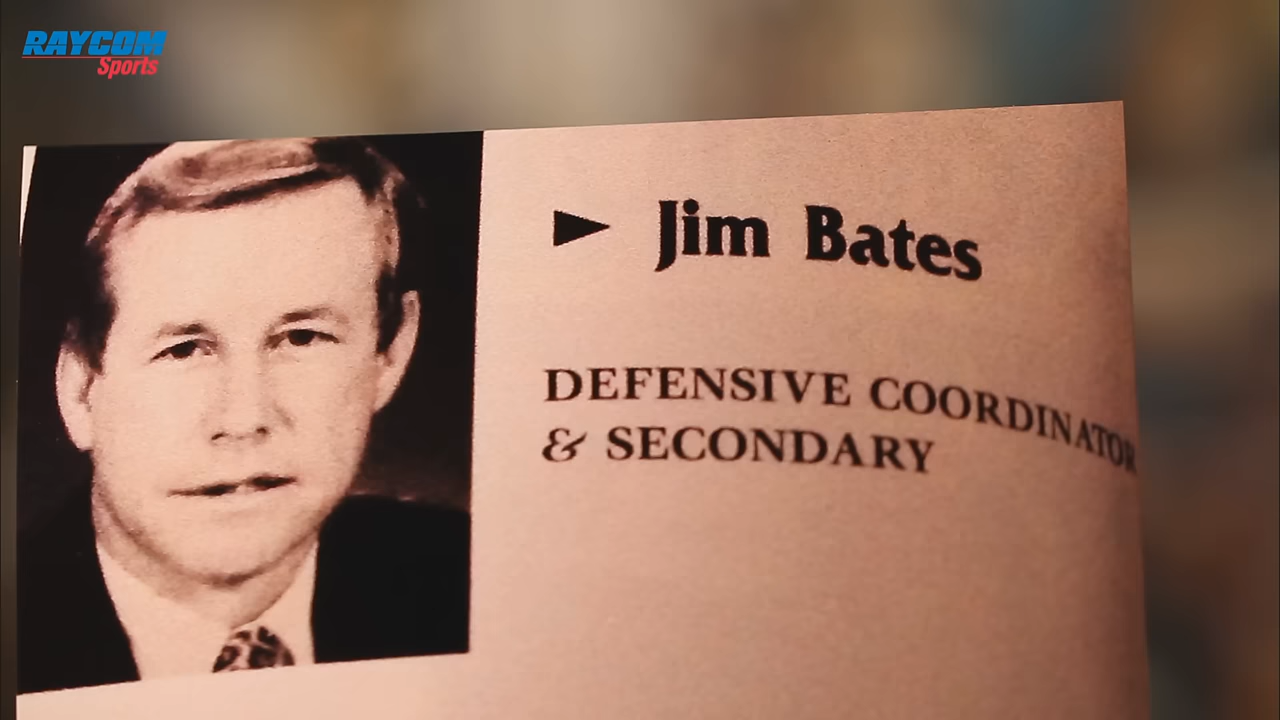 RAYCOM
Sports
Jim Bates
DEFENSIVE COORDINATOR
& SECONDARY